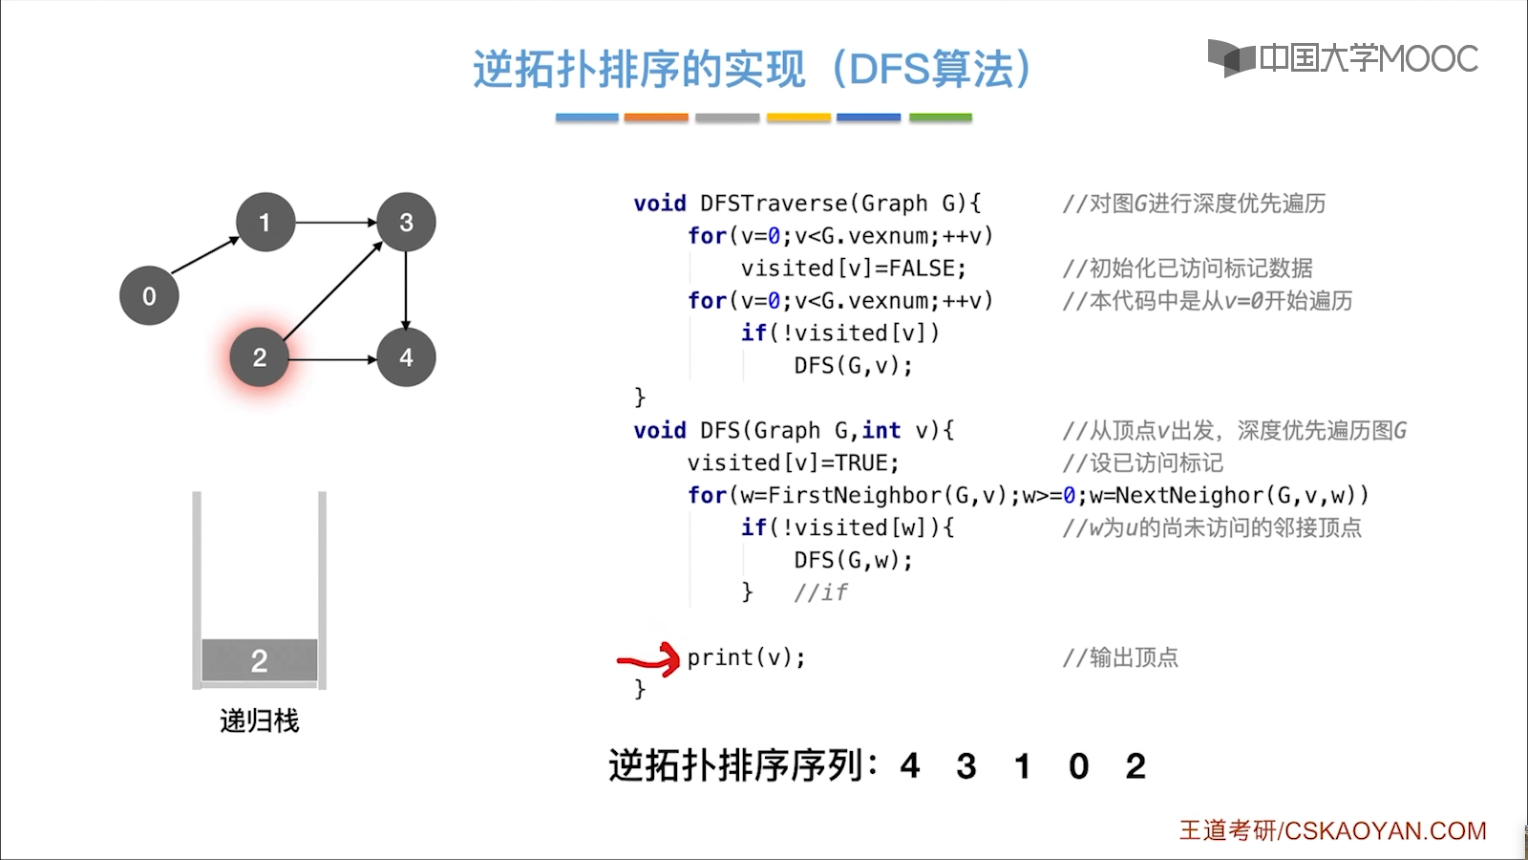 逆拓扑排序的实现（DFS算法）
中国大学MOOC
1
3
0
2
4
2
递归栈
void DFSTraverse(Graph G){ //对图G进行深度优先遍历
for(v=0;v<G.vexnum;++v)
visited[v]=FALSE; //初始化已访问标记数据
for(v=0;v<G.vexnum;++v) //本代码中是从v=0开始遍历
if(!visited[v])
DFS(G,v);
}
void DFS(Graph G,int v){ //从顶点v出发，深度优先遍历图G
visited[v]=TRUE; //设已访问标记
for(w=FirstNeighbor(G,v);w>=0;w=NextNeighor(G,v,w))
if(!visited[w]){ //w为u的尚未访问的邻接顶点
DFS(G,w);
} //if
print(v); //输出顶点
}
逆拓扑排序序列：4 3 1 0 2
王道考研/CSKAOYAN.COM